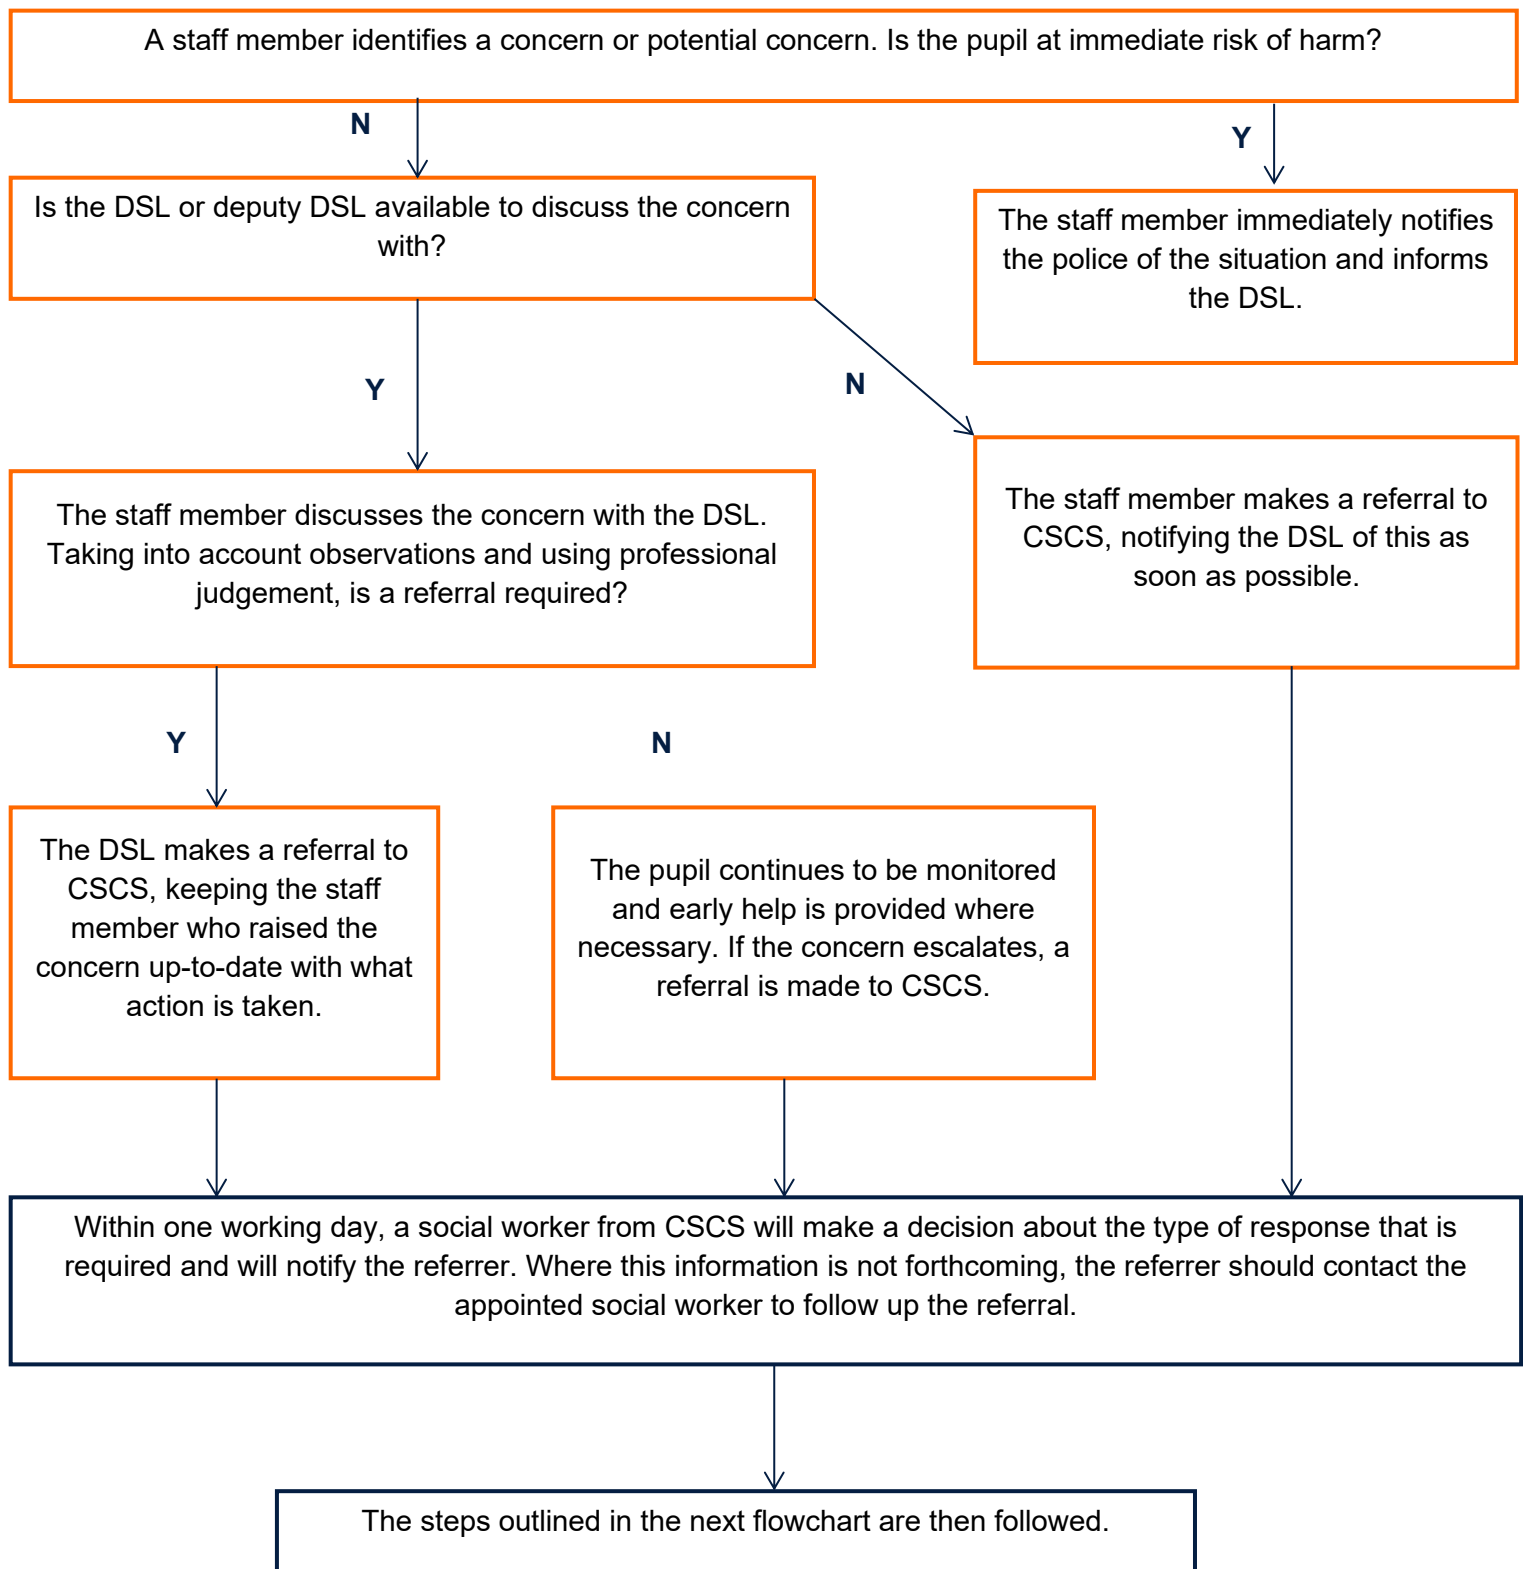 A staff member identifies a concern or potential concern. Is the pupil at immediate risk of harm?
N
Y
Is the DSL or deputy DSL available to discuss the concern
with?
The staff member immediately notifies
the police of the situation and informs
the DSL.
Y
N
The staff member discusses the concern with the DSL.
Taking into account observations and using professional
judgement, is a referral required?
The staff member makes a referral to
CSCS, notifying the DSL of this as
soon as possible.
Y
N
The DSL makes a referral to
CSCS, keeping the staff
member who raised the
concern up-to-date with what
action is taken.
The pupil continues to be monitored
and early help is provided where
necessary. If the concern escalates, a
referral is made to CSCS.
Within one working day, a social worker from CSCS will make a decision about the type of response that is
required and will notify the referrer. Where this information is not forthcoming, the referrer should contact the
appointed social worker to follow up the referral.
The steps outlined in the next flowchart are then followed.